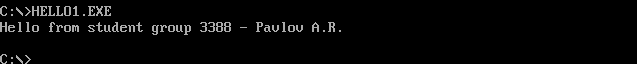 C:\>HELLO1.EXE
Hello from student group 3388 - Pavlov A.R.
C:\>